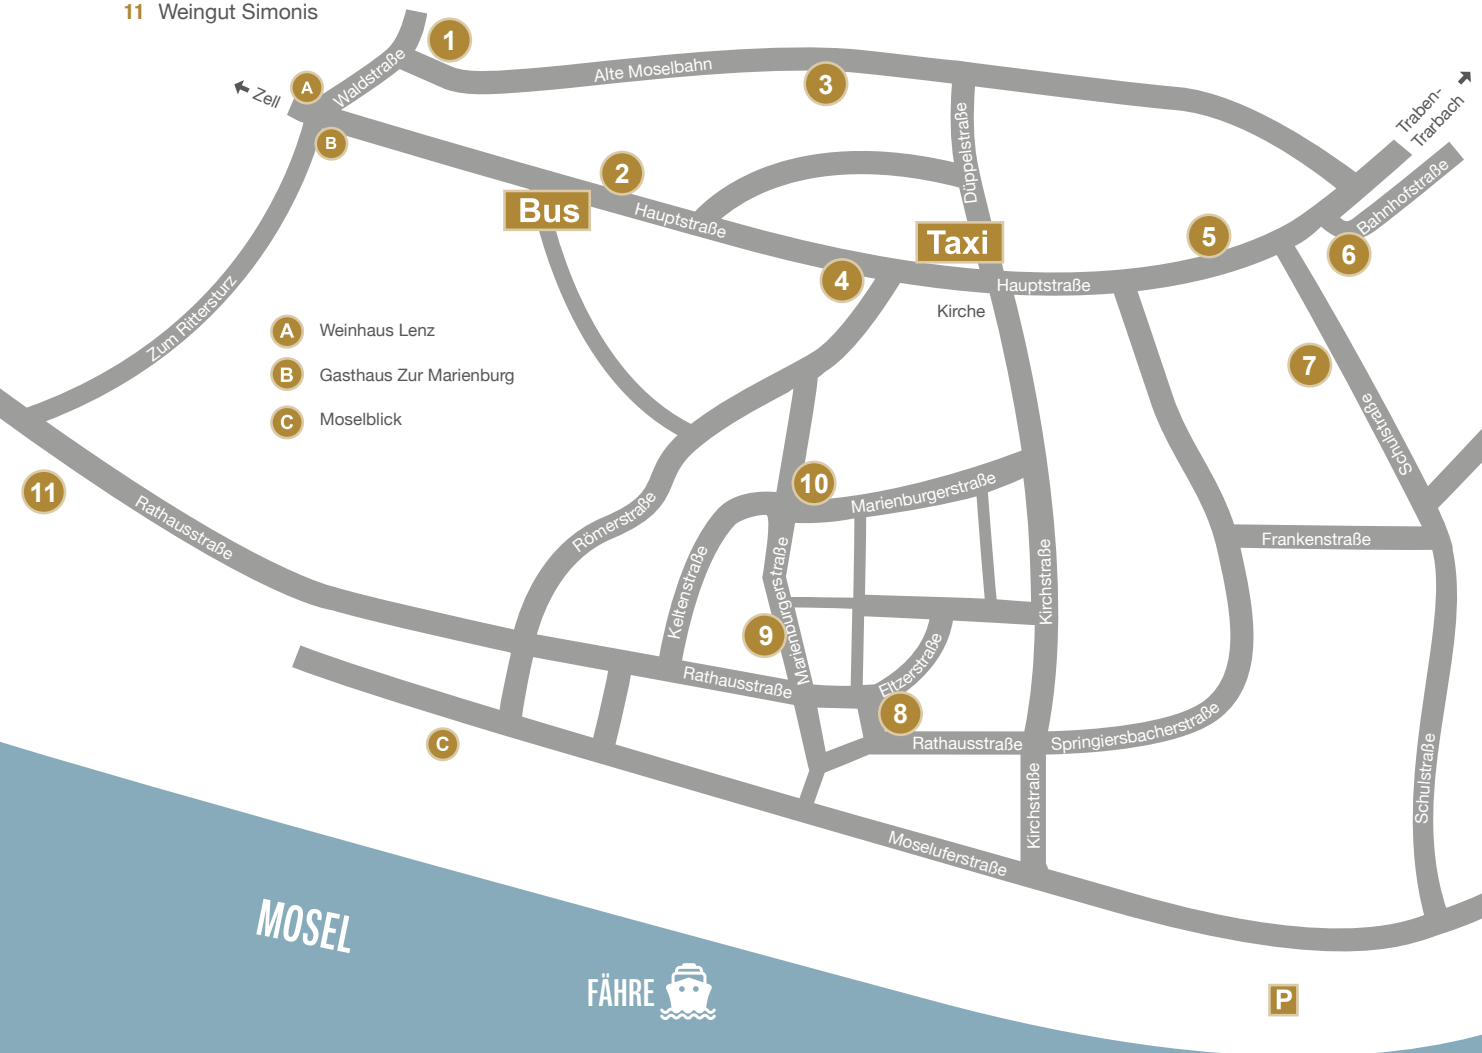 11 Weingut Simonis
1
A
Waldstraße
Zell
B
Alte Moselbahn
3
Düppelstraße
Traben-
Trarbach
Bahnhofstraße
2
Bus
Hauptstraße
Taxi
5
6
4
Hauptstraße
Kirche
Zum Rittersturz
A Weinhaus Lenz
B Gasthaus Zur Marienburg
C Moselblick
7
Schulstraße
11
Rathausstraße
10
Marienburgerstraße
Römerstraße
Keltenstraße
Marienburgerstraße
Kirchstraße
Frankenstraße
9
Eltzerstraße
Rathausstraße
8
Rathausstraße
Springiersbacherstraße
C
Kirchstraße
Schulstraße
Moseluferstraße
MOSEL
FÄHRE
P